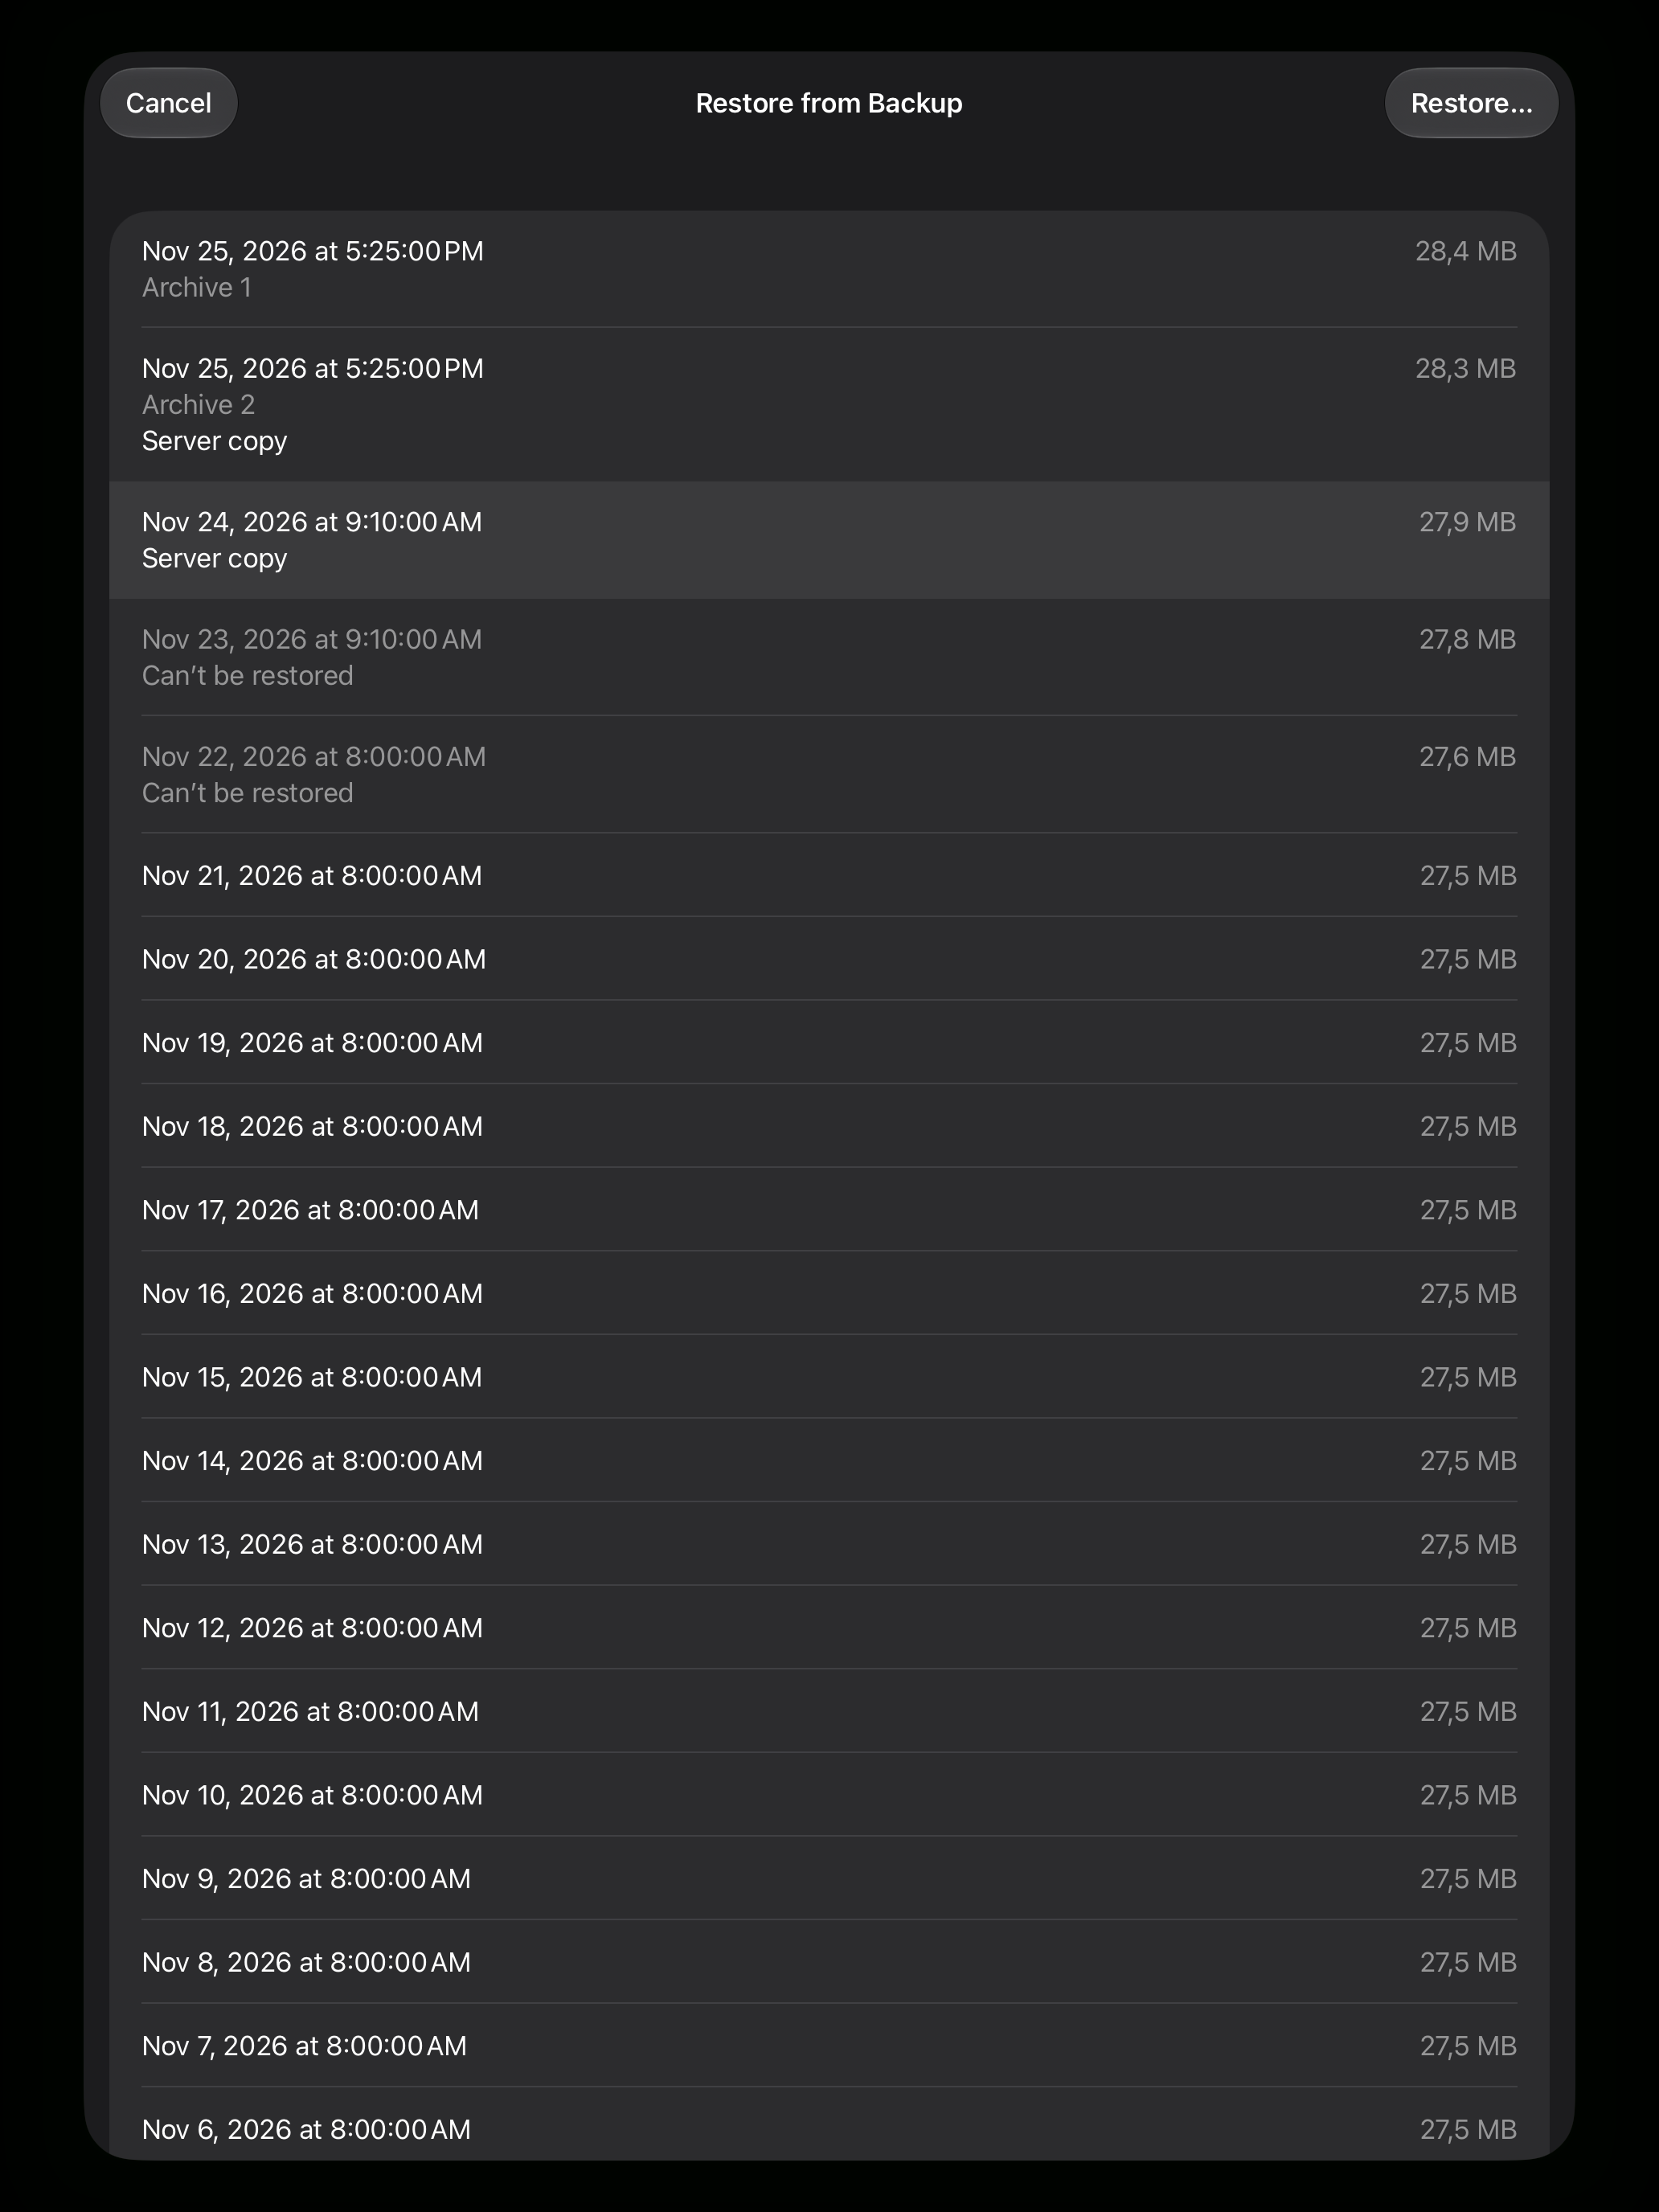 Cancel
Restore from Backup
Restore...
Nov 25, 2026 at 5:25:00 PM
28,4 MB
Archive 1
Nov 25, 2026 at 5:25:00 PM
28,3 MB
Archive 2
Server copy
Nov 24, 2026 at 9:10:00 AM
27,9 MB
Server copy
Nov 23, 2026 at 9:10:00 AM
27,8 MB
Can’t be restored
Nov 22, 2026 at 8:00:00 AM
27,6 MB
Can’t be restored
Nov 21, 2026 at 8:00:00 AM
27,5 MB
Nov 20, 2026 at 8:00:00 AM
27,5 MB
Nov 19, 2026 at 8:00:00 AM
27,5 MB
Nov 18, 2026 at 8:00:00 AM
27,5 MB
Nov 17, 2026 at 8:00:00 AM
27,5 MB
Nov 16, 2026 at 8:00:00 AM
27,5 MB
Nov 15, 2026 at 8:00:00 AM
27,5 MB
Nov 14, 2026 at 8:00:00 AM
27,5 MB
Nov 13, 2026 at 8:00:00 AM
27,5 MB
Nov 12, 2026 at 8:00:00 AM
27,5 MB
Nov 11, 2026 at 8:00:00 AM
27,5 MB
Nov 10, 2026 at 8:00:00 AM
27,5 MB
Nov 9, 2026 at 8:00:00 AM
27,5 MB
Nov 8, 2026 at 8:00:00 AM
27,5 MB
Nov 7, 2026 at 8:00:00 AM
27,5 MB
Nov 6, 2026 at 8:00:00 AM
27,5 MB